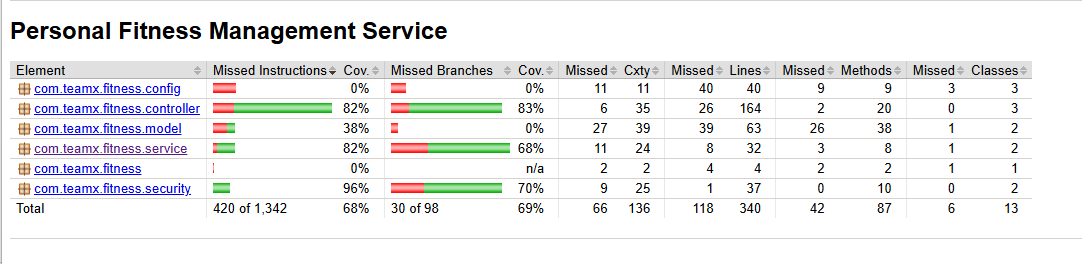 Personal Fitness Management Service
Element Missed Instructions Cov. Missed Branches Cov. Missed Cxty Missed Lines Missed Methods Missed Classes
com.teamx.fitness.config 0% 0% 11 11 40 40 9 9 3 3
com.teamx.fitness.controller 82% 83% 6 35 26 164 2 20 0 3
com.teamx.fitness.model 38% 0% 27 39 39 63 26 38 1 2
com.teamx.fitness.service 82% 68% 11 24 8 32 3 8 1 2
com.teamx.fitness 0% n/a 2 2 4 4 2 2 1 1
com.teamx.fitness.security 96% 70% 9 25 1 37 0 10 0 2
Total 420 of 1,342 68% 30 of 98 69% 66 136 118 340 42 87 6 13